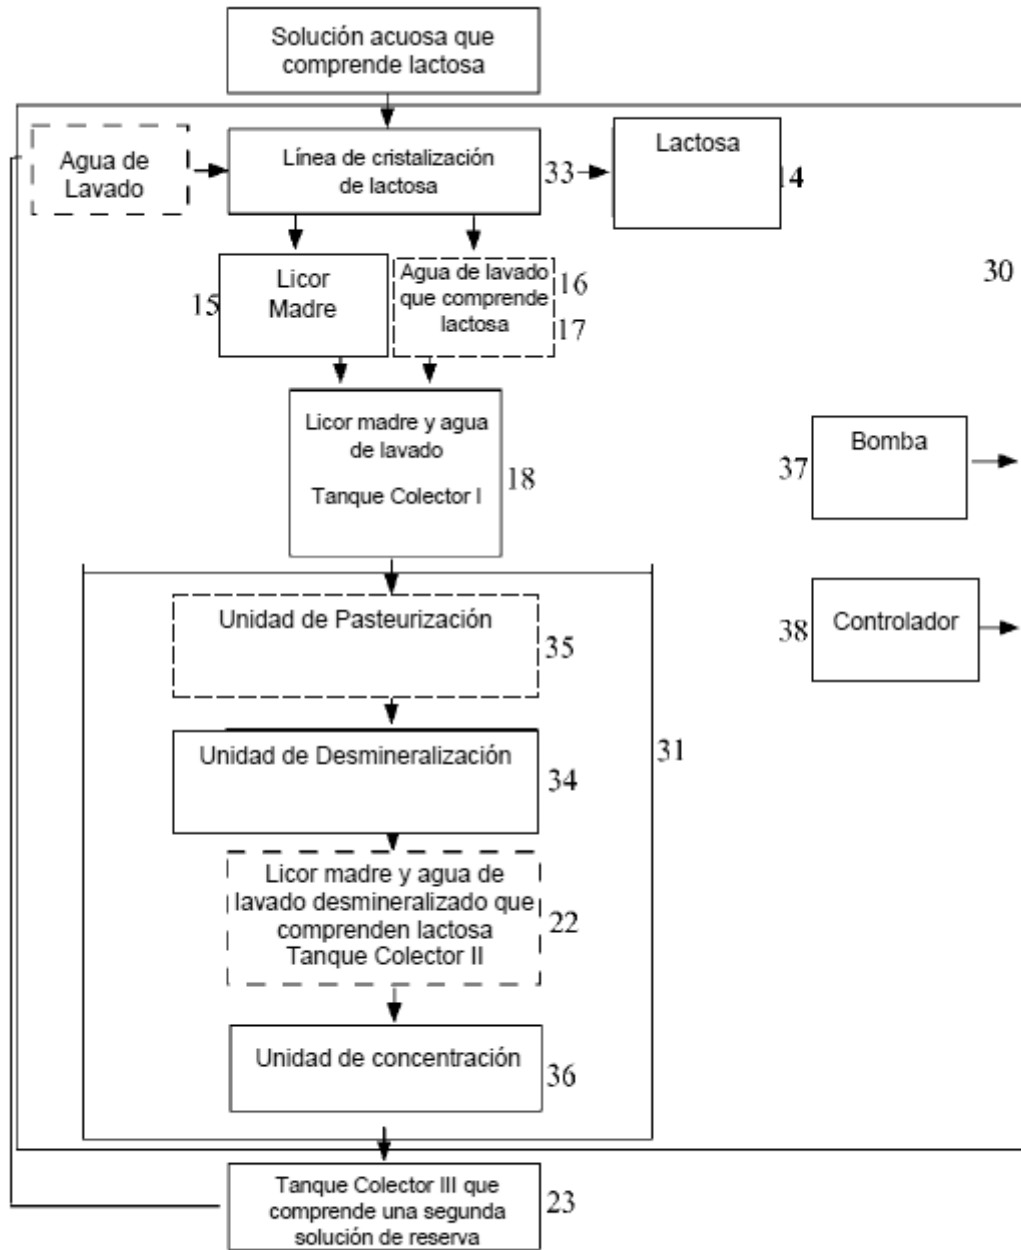 Solución acuosa que
comprende lactosa
Agua de
Lavado
Línea de cristalización
de lactosa
33
Lactosa
14
Licor
Madre
15
Agua de lavado
que comprende
lactosa
16
17
30
Licor madre y agua
de lavado
Tanque Colector I
18
Bomba
37
Unidad de Pasteurización
35
Controlador
38
Unidad de Desmineralización
34
31
Licor madre y agua de
lavado desmineralizado que
comprenden lactosa
Tanque Colector II
22
Unidad de concentración
36
Tanque Colector III que
comprende una segunda
solución de reserva
23